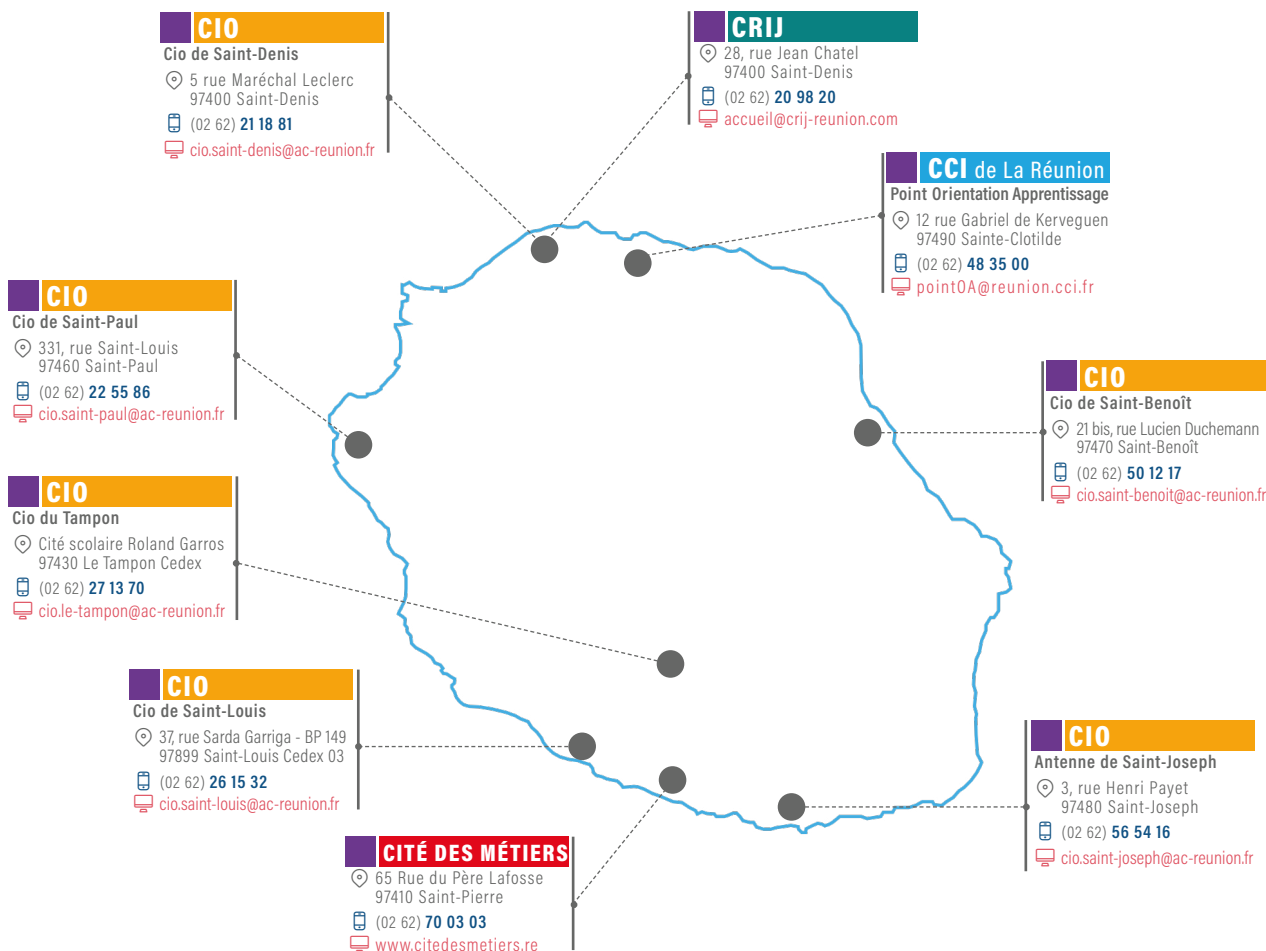 CIO
Cio de Saint-Denis
5 rue Maréchal Leclerc
97400 Saint-Denis
(02 62) 21 18 81
cio.saint-denis@ac-reunion.fr
CRIJ
28, rue Jean Chatel
97400 Saint-Denis
(02 62) 20 98 20
accueil@crij-reunion.com
CCI de La Réunion
Point Orientation Apprentissage
12 rue Gabriel de Kerveguen
97490 Sainte-Clotilde
(02 62) 48 35 00
pointOA@reunion.cci.fr
CIO
Cio de Saint-Paul
331, rue Saint-Louis
97460 Saint-Paul
(02 62) 22 55 86
cio.saint-paul@ac-reunion.fr
CIO
Cio de Saint-Benoît
21 bis, rue Lucien Duchemann
97470 Saint-Benoît
(02 62) 50 12 17
cio.saint-benoit@ac-reunion.fr
CIO
Cio du Tampon
Cité scolaire Roland Garros
97430 Le Tampon Cedex
(02 62) 27 13 70
cio.le-tampon@ac-reunion.fr
CIO
Cio de Saint-Louis
37, rue Sarda Garriga - BP 149
97899 Saint-Louis Cedex 03
(02 62) 26 15 32
cio.saint-louis@ac-reunion.fr
CIO
Antenne de Saint-Joseph
3, rue Henri Payet
97480 Saint-Joseph
(02 62) 56 54 16
cio.saint-joseph@ac-reunion.fr
CITÉ DES MÉTIERS
65 Rue du Père Lafosse
97410 Saint-Pierre
(02 62) 70 03 03
www.citedesmetiers.re